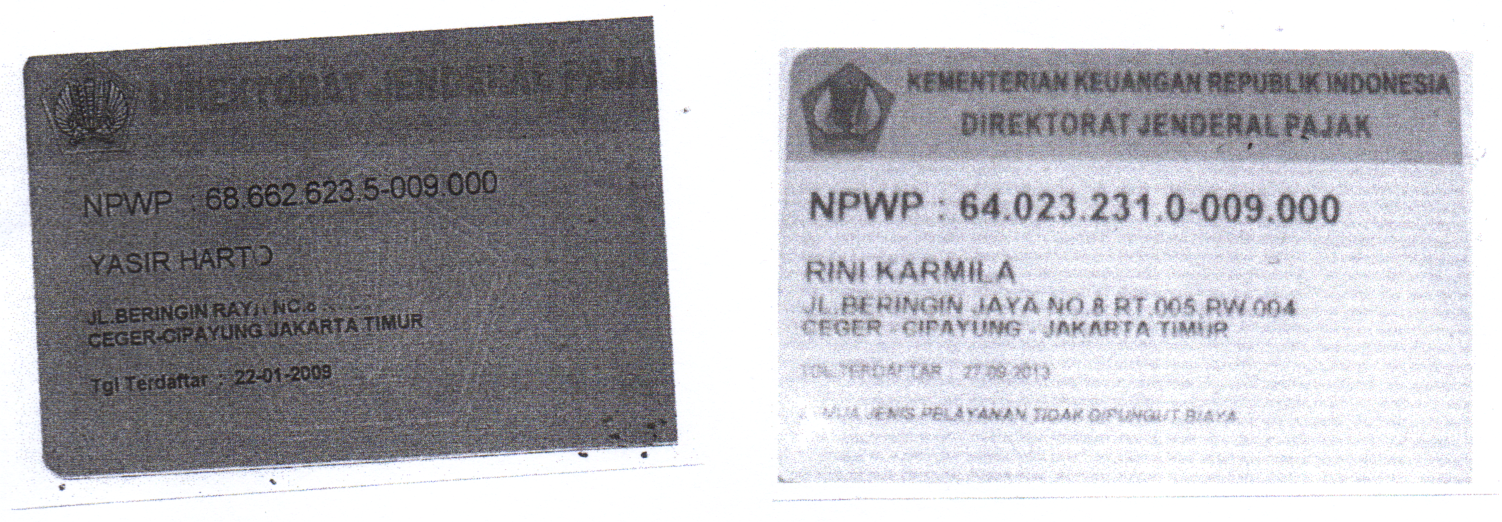 DIREKTORAT JENDERAL PAJAK
NPWP : 68.662.623.5-009.000
YASIR HARTO
JL.BERINGIN RAYA NO.8
CEGER-CIPAYUNG JAKARTA TIMUR
Tgl Terdaftar : 22-01-2009
KEMENTERIAN KEUANGAN REPUBLIK INDONESIA
DIREKTORAT JENDERAL PAJAK
NPWP : 64.023.231.0-009.000
RINI KARMILA
JL.BERINGIN JAYA NO.8 RT.005 RW.004
CEGER - CIPAYUNG - JAKARTA TIMUR
TGL TERDAFTAR : 27.09.2013
JENIS PELAYANAN TIDAK DIPUNGUT BIAYA